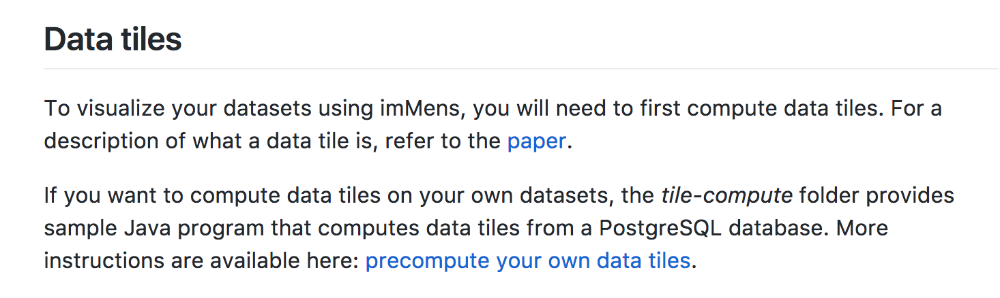 Data tiles
To visualize your datasets using imMens, you will need to first compute data tiles. For a
description of what a data tile is, refer to the paper.
If you want to compute data tiles on your own datasets, the tile-compute folder provides
sample Java program that computes data tiles from a PostgreSQL database. More
instructions are available here: precompute your own data tiles.